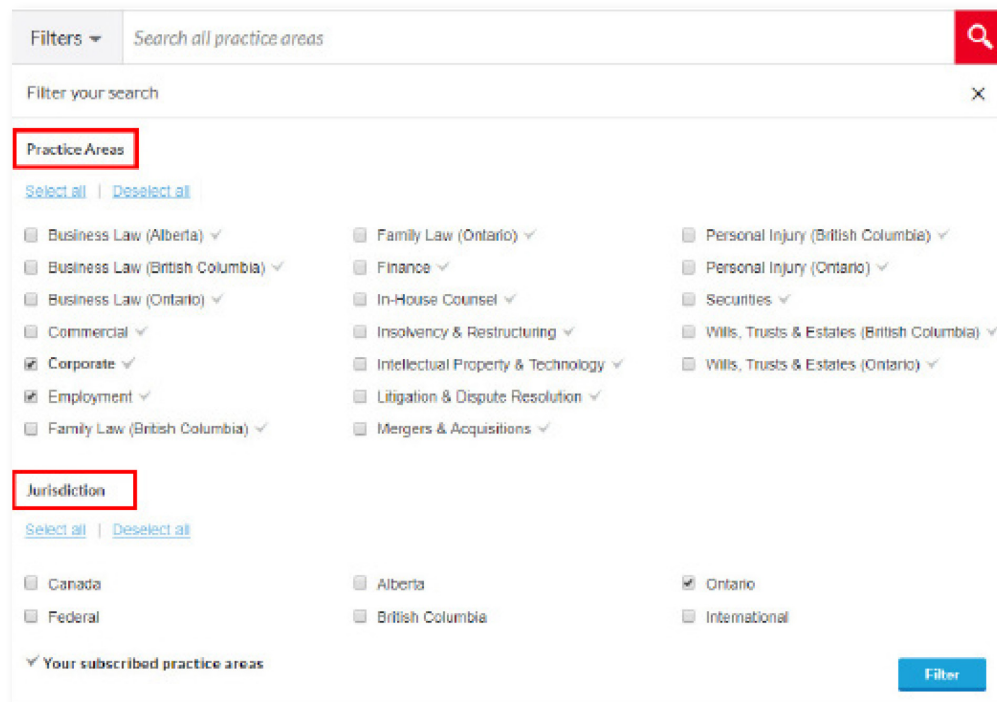 Filters
Search all practice areas
Filter your search
Practice Areas
Select all | Deselect all
Business Law (Alberta)
Family Law (Ontario)
Personal Injury (British Columbia)
Business Law (British Columbia)
Finance
Personal Injury (Ontario)
Business Law (Ontario)
In-House Counsel
Securities
Commercial
Insolvency & Restructuring
Wills, Trusts & Estates (British Columbia)
Corporate
Intellectual Property & Technology
Wills, Trusts & Estates (Ontario)
Employment
Litigation & Dispute Resolution
Family Law (British Columbia)
Mergers & Acquisitions
Jurisdiction
Select all | Deselect all
Canada
Alberta
Ontario
Federal
British Columbia
International
Your subscribed practice areas
Filter